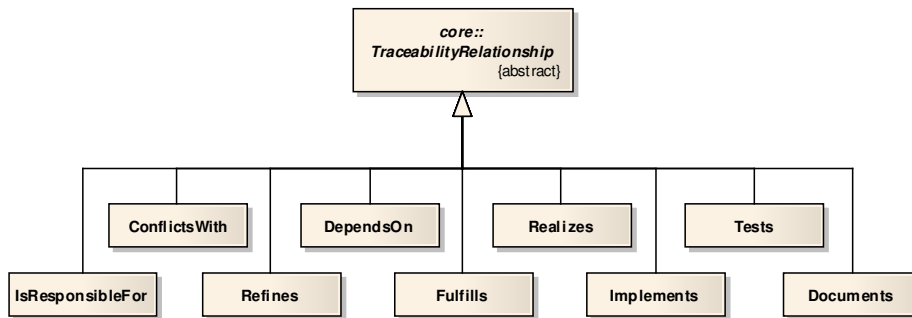 core::
TraceabilityRelationship
{abstract}
ConflictsWith
DependsOn
Realizes
Tests
IsResponsibleFor
Refines
Fulfills
Implements
Documents